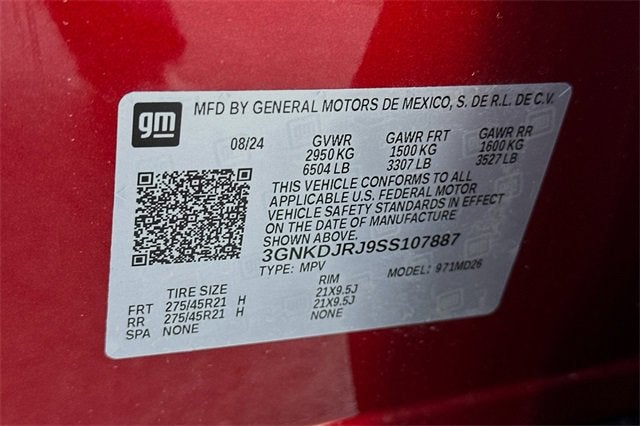 gm
MFD BY GENERAL MOTORS DE MEXICO, S. DE R.L. DE C.V.
08/24 GVWR GAWR FRT GAWR RR
2950 KG 1500 KG 1600 KG
6504 LB 3307 LB 3527 LB
THIS VEHICLE CONFORMS TO ALL
APPLICABLE U.S. FEDERAL MOTOR
VEHICLE SAFETY STANDARDS IN EFFECT
ON THE DATE OF MANUFACTURE
SHOWN ABOVE.
3GNKDJRJ9SS107887
TYPE: MPV MODEL: 971MD26
TIRE SIZE RIM
FRT 275/45R21 H 21X9.5J
RR 275/45R21 H 21X9.5J
SPA NONE NONE